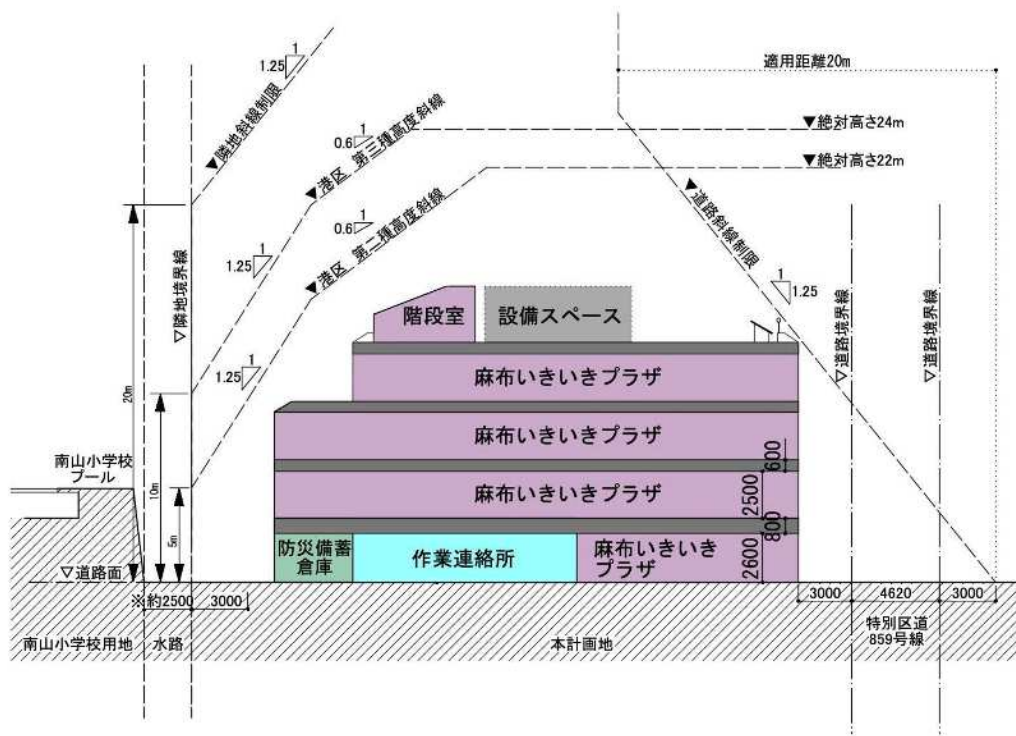 1
1.25
▼隣地斜線制限
適用距離20m
1
0.6
▼港区 第三種高度斜線
▼絶対高さ24m
▼絶対高さ22m
1
0.6
▼港区 第二種高度斜線
▼道路斜線制限
1
1.25
1
1.25
1
1.25
▽隣地境界線
▽道路境界線
▽道路境界線
階段室
設備スペース
麻布いきいきプラザ
麻布いきいきプラザ
麻布いきいきプラザ
600
2500
800
2600
防災備蓄
倉庫
作業連絡所
麻布いきいき
プラザ
20m
10m
5m
南山小学校
プール
▽道路面
※約2500
3000
3000
4620
3000
南山小学校用地
水路
本計画地
特別区道
859号線